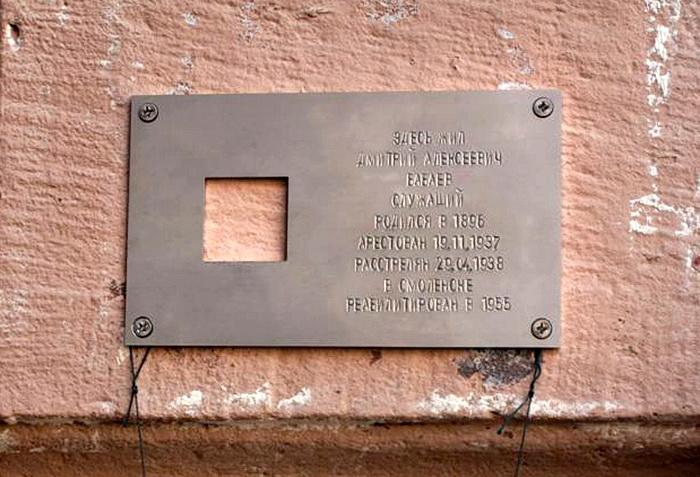 ЗДЕСЬ ЖИЛ
ДМИТРИЙ АЛЕКСЕЕВИЧ
БАБАЕВ
СЛУЖАЩИЙ
РОДИЛСЯ В 1896
АРЕСТОВАН 19.11.1937
РАССТРЕЛЯН 29.04.1938
В СМОЛЕНСКЕ
РЕАБИЛИТИРОВАН В 1955